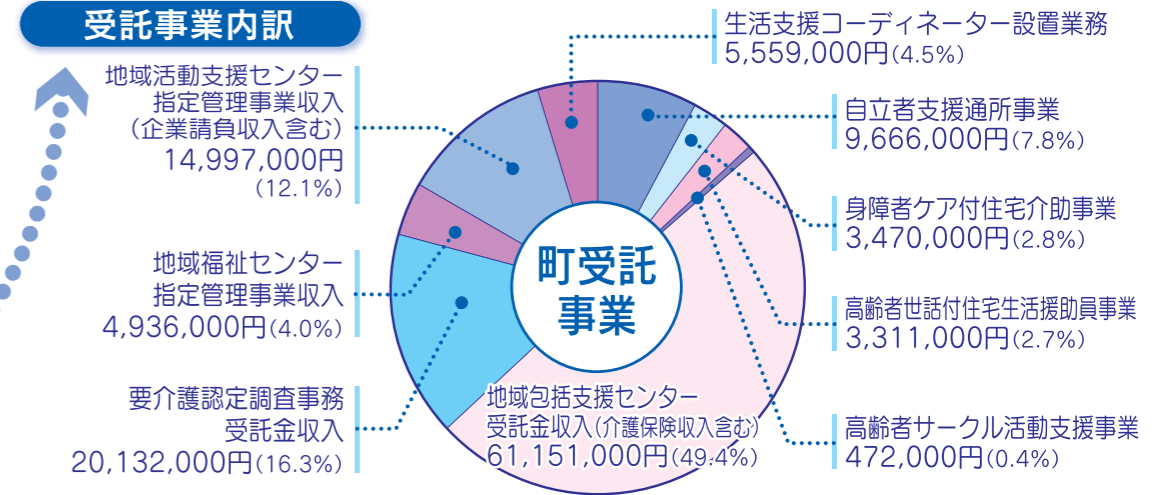 受託事業内訳
生活支援コーディネーター設置業務
5,559,000円(4.5%)
自立者支援通所事業
9,666,000円(7.8%)
身障者ケア付住宅介助事業
3,470,000円(2.8%)
高齢者世話付住宅生活援助員事業
3,311,000円(2.7%)
高齢者サークル活動支援事業
472,000円(0.4%)
地域包括支援センター
受託金収入(介護保険収入含む)
61,151,000円(49.4%)
要介護認定調査事務
受託金収入
20,132,000円(16.3%)
地域福祉センター
指定管理事業収入
4,936,000円(4.0%)
地域活動支援センター
指定管理事業収入
(企業請負収入含む)
14,997,000円
(12.1%)
町受託
事業